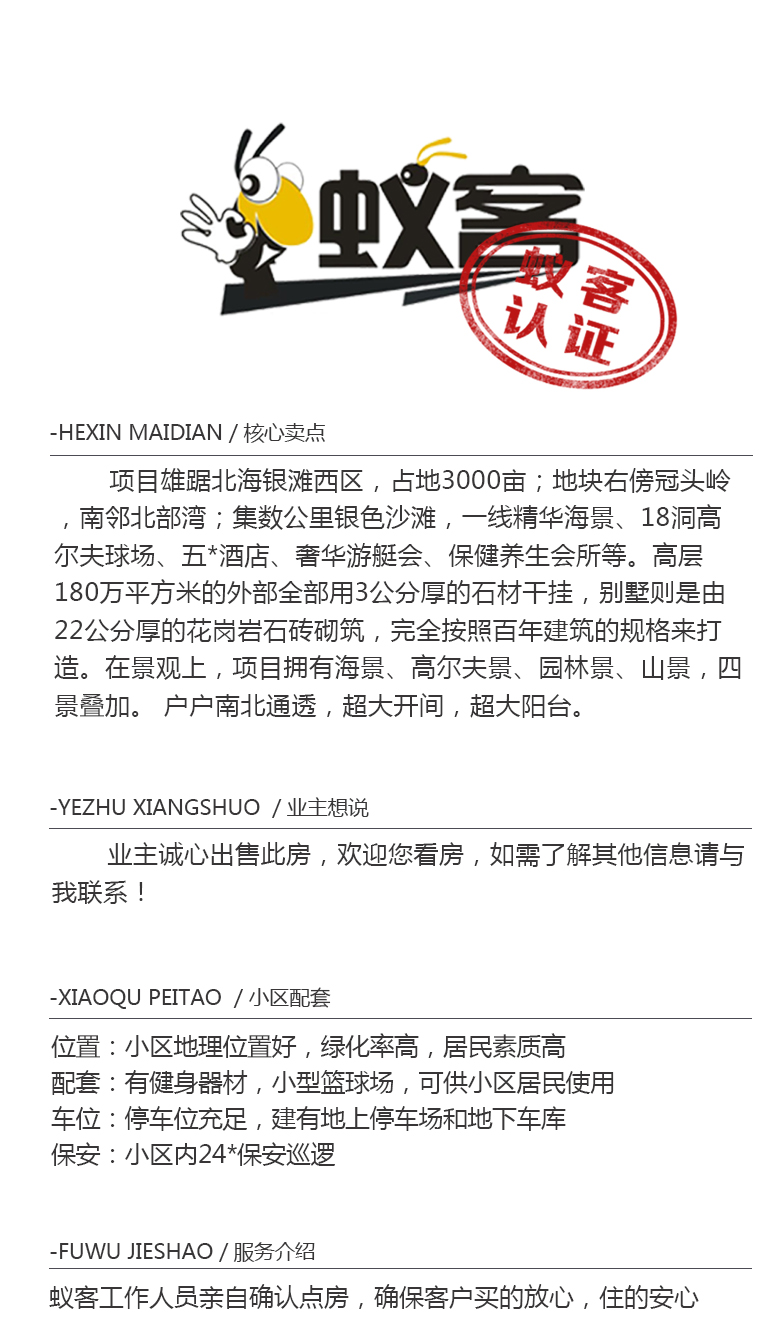 蚁客
蚁客
认证
-HEXIN MAIDIAN / 核心卖点
项目雄踞北海银滩西区，占地3000亩；地块右傍冠头岭
，南邻北部湾；集数公里银色沙滩，一线精华海景、18洞高
尔夫球场、五*酒店、奢华游艇会、保健养生会所等。高层
180万平方米的外部全部用3公分厚的石材干挂，别墅则是由
22公分厚的花岗岩石砖砌筑，完全按照百年建筑的规格来打
造。在景观上，项目拥有海景、高尔夫景、园林景、山景，四
景叠加。 户户南北通透，超大开间，超大阳台。
-YEZHU XIANGSHUO / 业主想说
业主诚心出售此房，欢迎您看房，如需了解其他信息请与
我联系！
-XIAOQU PEITAO / 小区配套
位置：小区地理位置好，绿化率高，居民素质高
配套：有健身器材，小型篮球场，可供小区居民使用
车位：停车位充足，建有地上停车场和地下车库
保安：小区内24*保安巡逻
-FUWU JIESHAO / 服务介绍
蚁客工作人员亲自确认点房，确保客户买的放心，住的安心